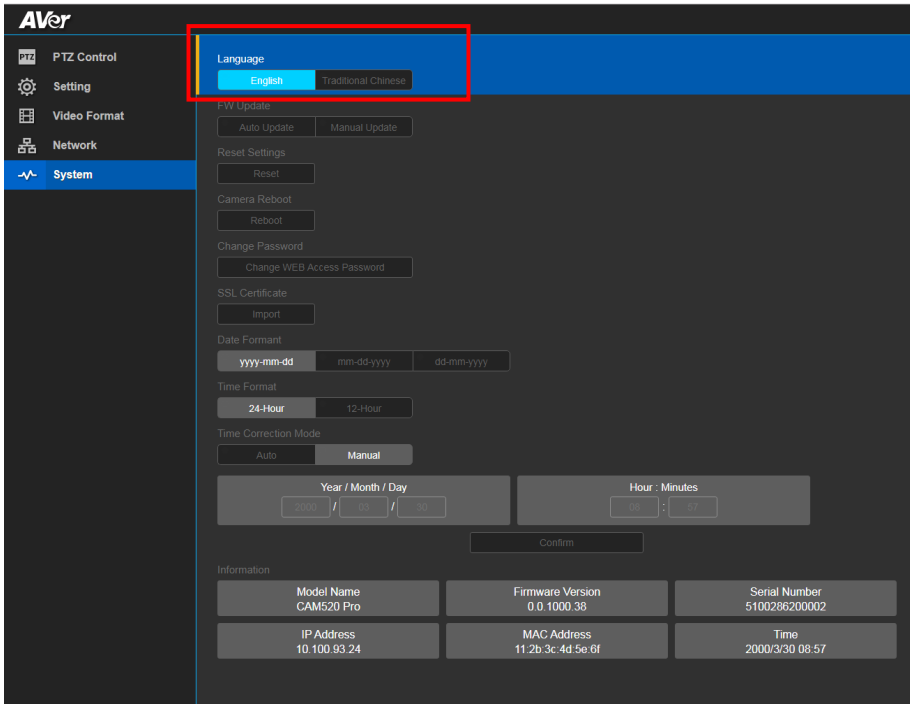 AVer
PTZ PTZ Control
Setting
Video Format
Network
System
Language
English Traditional Chinese
FW Update
Auto Update Manual Update
Reset Settings
Reset
Camera Reboot
Reboot
Change Password
Change WEB Access Password
SSL Certificate
Import
Date Formant
yyyy-mm-dd mm-dd-yyyy dd-mm-yyyy
Time Format
24-Hour 12-Hour
Time Correction Mode
Auto Manual
Year / Month / Day Hour : Minutes
2000 / 03 / 30 08 : 57
Confirm
Information
Model Name Firmware Version Serial Number
CAM520 Pro 0.0.1000.38 5100286200002
IP Address MAC Address Time
10.100.93.24 11:2b:3c:4d:5e:6f 2000/3/30 08:57